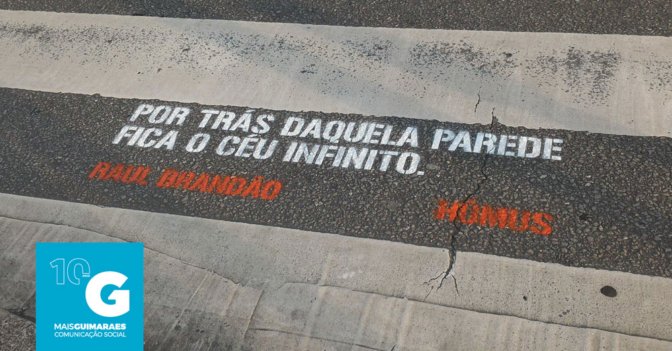 POR TRÁS DAQUELA PAREDE
FICA O CÉU INFINITO.
RAUL BRANDÃO
HÚMUS
10
G
MAISGUIMARAES
COMUNICAÇÃO SOCIAL